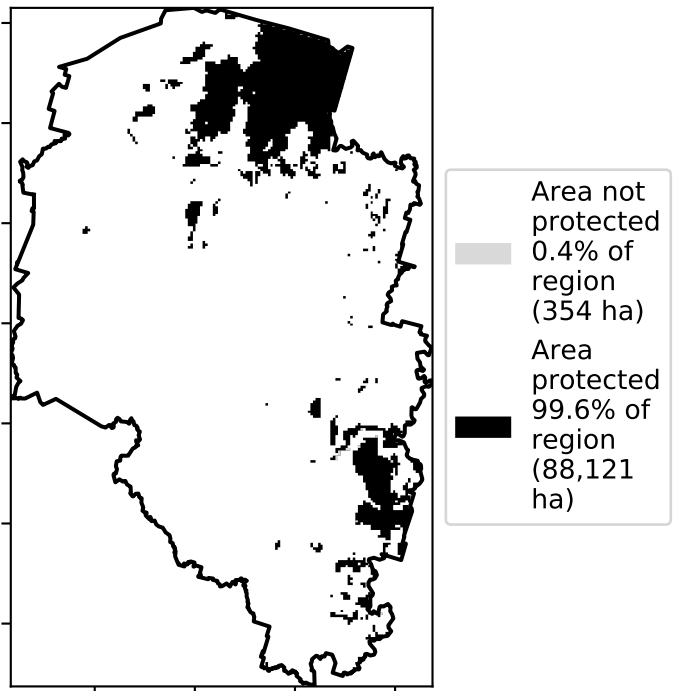 Area not
protected
0.4% of
region
(354 ha)
Area
protected
99.6% of
region
(88,121
ha)